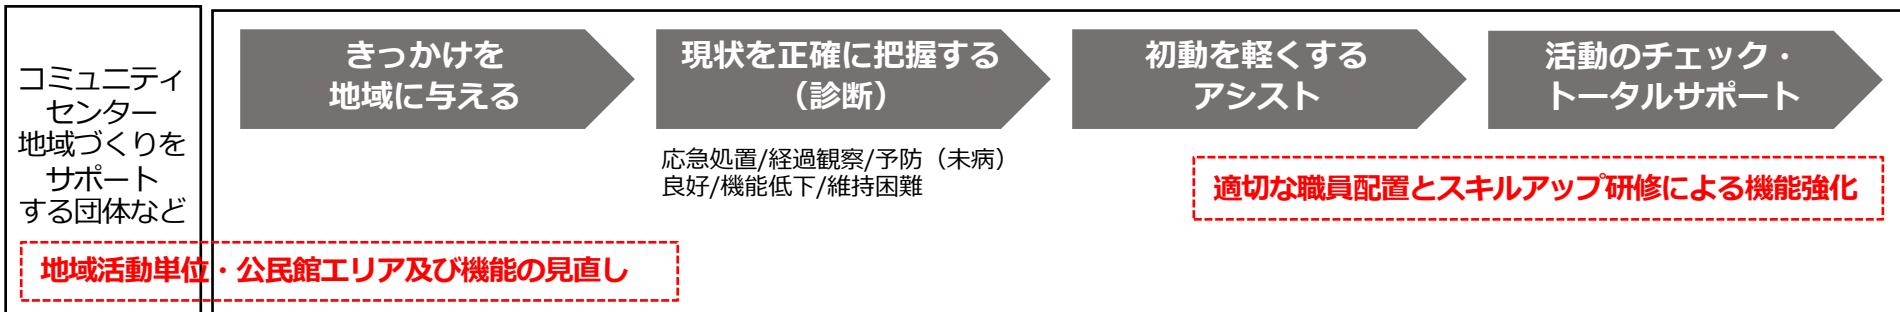 コミュニティ
センター
地域づくりを
サポート
する団体など
きっかけを
地域に与える
現状を正確に把握する
（診断）
初動を軽くする
アシスト
活動のチェック・
トータルサポート
応急処置/経過観察/予防（未病）
良好/機能低下/維持困難
適切な職員配置とスキルアップ研修による機能強化
地域活動単位・公民館エリア及び機能の見直し